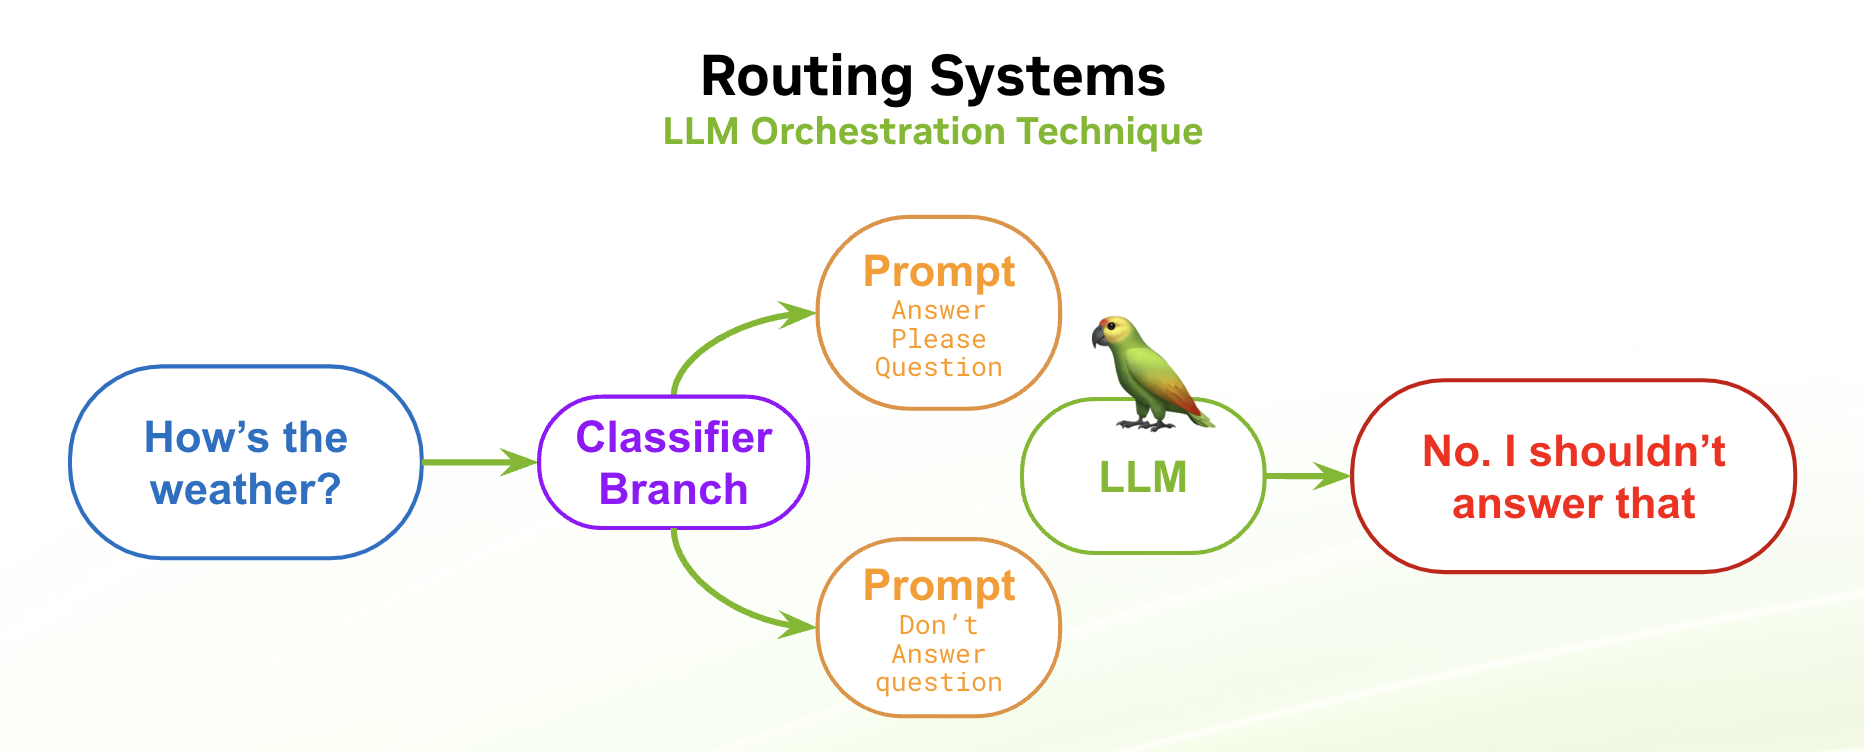 Routing Systems
LLM Orchestration Technique
How’s the
weather?
Classifier
Branch
Prompt
Answer
Please
Question
Prompt
Don’t
Answer
question
LLM
No. I shouldn’t
answer that